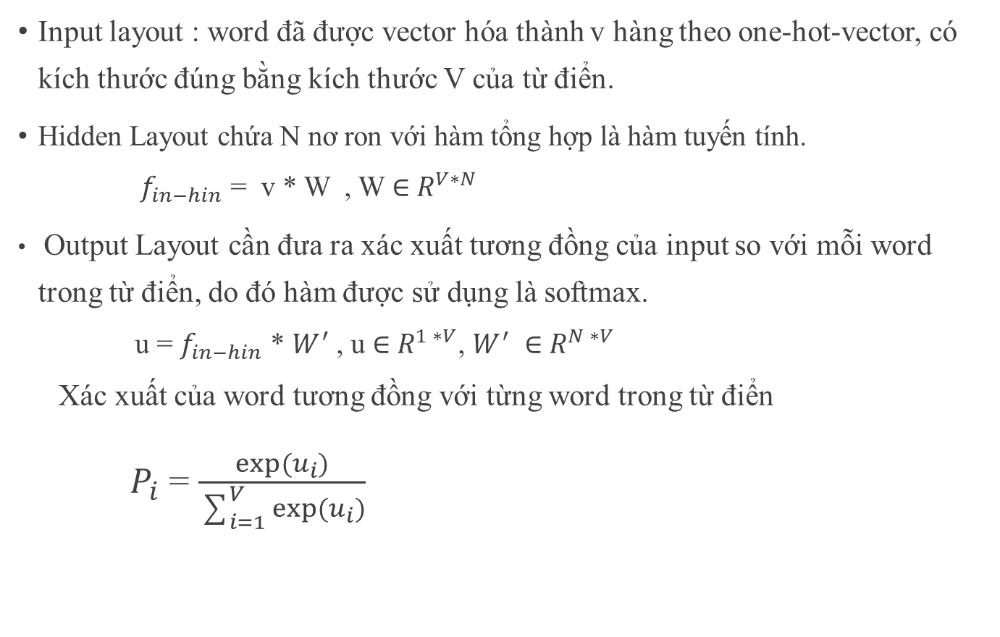 • Input layout : word đã được vector hóa thành v hàng theo one-hot-vector, có
kích thước đúng bằng kích thước V của từ điển.
• Hidden Layout chứa N nơ ron với hàm tổng hợp là hàm tuyến tính.
$f_{in-hin}$ = v * W , W ∈ $R^{V*N}$
• Output Layout cần đưa ra xác xuất tương đồng của input so với mỗi word
trong từ điển, do đó hàm được sử dụng là softmax.
u = $f_{in-hin}$ * $W'$ , u ∈ $R^{1 *V}$, $W'$ ∈ $R^{N *V}$
Xác xuất của word tương đồng với từng word trong từ điển
$P_i = \frac{\exp(u_i)}{\sum_{i=1}^{V} \exp(u_i)}$